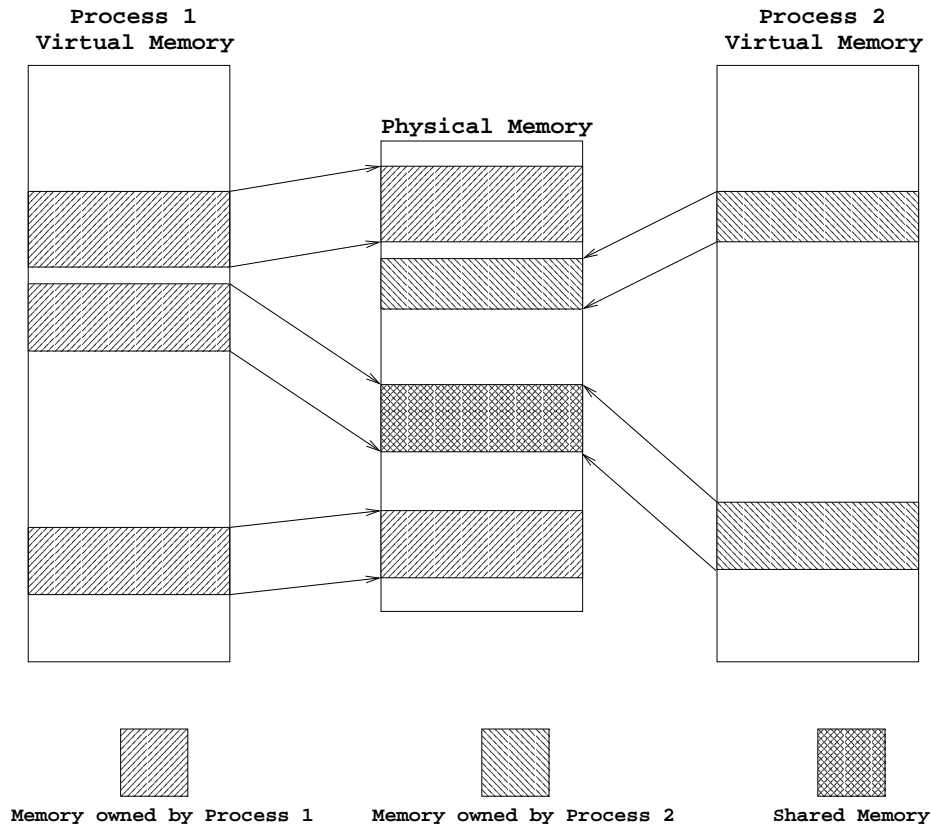 Process 1
Virtual Memory
Process 2
Virtual Memory
Physical Memory
Memory owned by Process 1
Memory owned by Process 2
Shared Memory